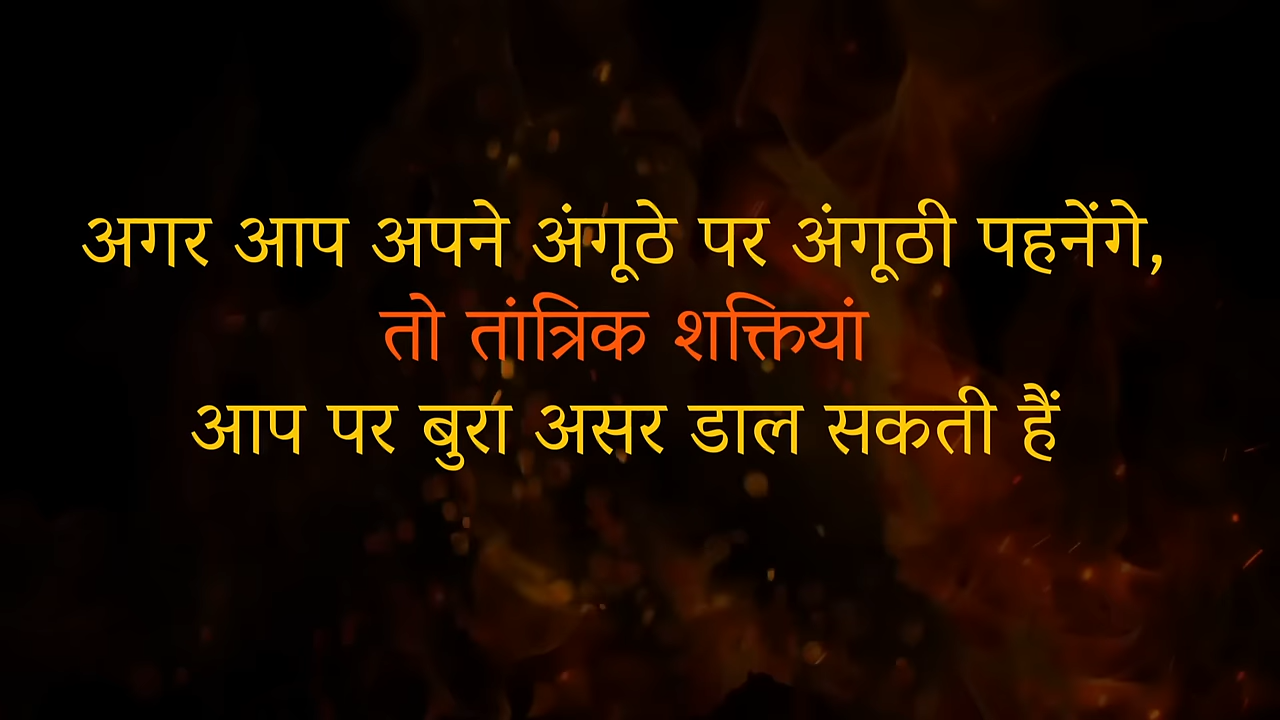 अगर आप अपने अंगूठे पर अंगूठी पहनेंगे,
तो तांत्रिक शक्तियां
आप पर बुरा असर डाल सकती हैं